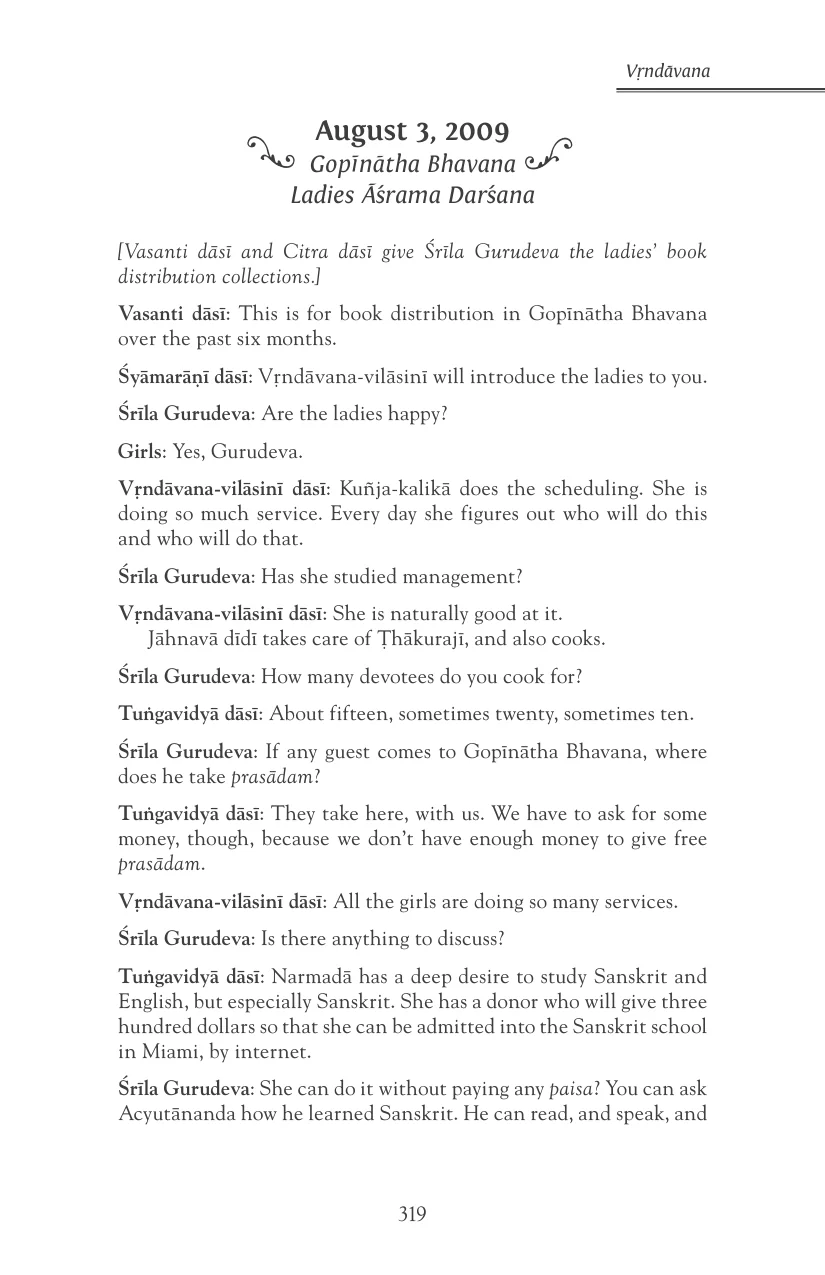 Vṛndāvana
August 3, 2009
Gopīnātha Bhavana
Ladies Āśrama Darśana
[Vasanti dāsī and Citra dāsī give Śrīla Gurudeva the ladies’ book
distribution collections.]
Vasanti dāsī: This is for book distribution in Gopīnātha Bhavana
over the past six months.
Śyāmarāṇī dāsī: Vṛndāvana-vilāsinī will introduce the ladies to you.
Śrīla Gurudeva: Are the ladies happy?
Girls: Yes, Gurudeva.
Vṛndāvana-vilāsinī dāsī: Kuñja-kalikā does the scheduling. She is
doing so much service. Every day she figures out who will do this
and who will do that.
Śrīla Gurudeva: Has she studied management?
Vṛndāvana-vilāsinī dāsī: She is naturally good at it.
Jāhnavā dīdī takes care of Ṭhākurajī, and also cooks.
Śrīla Gurudeva: How many devotees do you cook for?
Tuṅgavidyā dāsī: About fifteen, sometimes twenty, sometimes ten.
Śrīla Gurudeva: If any guest comes to Gopīnātha Bhavana, where
does he take prasādam?
Tuṅgavidyā dāsī: They take here, with us. We have to ask for some
money, though, because we don’t have enough money to give free
prasādam.
Vṛndāvana-vilāsinī dāsī: All the girls are doing so many services.
Śrīla Gurudeva: Is there anything to discuss?
Tuṅgavidyā dāsī: Narmadā has a deep desire to study Sanskrit and
English, but especially Sanskrit. She has a donor who will give three
hundred dollars so that she can be admitted into the Sanskrit school
in Miami, by internet.
Śrīla Gurudeva: She can do it without paying any paisa? You can ask
Acyutānanda how he learned Sanskrit. He can read, and speak, and
319